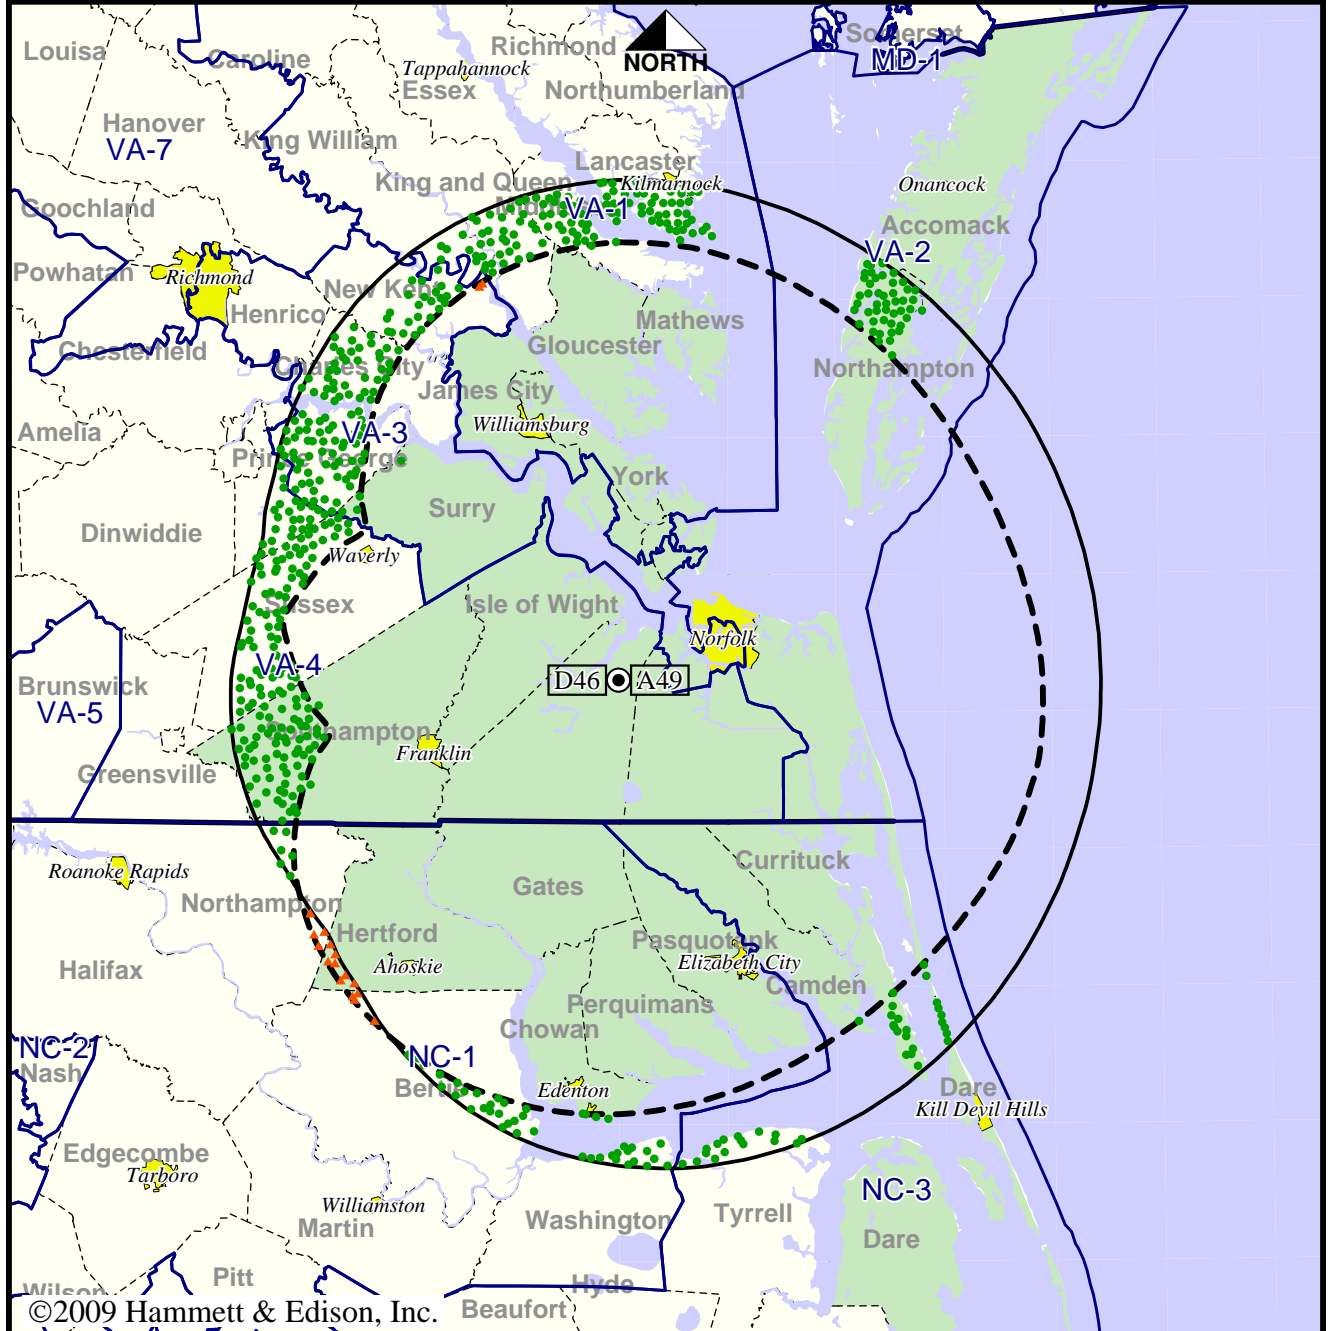 Louisa
Caroline
Richmond
Somerset
MD-1
NORTH
Tappahannock
Essex
Northumberland
Hanover
VA-7
King William
Lancaster
King and Queen
Kilmarnock
Onancock
Goochland
VA-1
Accomack
VA-2
Powhatan
Richmond
New Kent
Henrico
Mathews
Chesterfield
Gloucester
Charles City
Northampton
James City
Williamsburg
Amelia
VA-3
Prince George
York
Surry
Dinwiddie
Waverly
Sussex
Isle of Wight
Norfolk
VA-4
D46 A49
Brunswick
VA-5
Southampton
Franklin
Greensville
Currituck
Roanoke Rapids
Gates
Northampton
Hertford
Pasquotank
Ahoskie
Elizabeth City
Halifax
Camden
Perquimans
Chowan
NC-2
NC-1
Nash
Bertie
Edenton
Dare
Kill Devil Hills
Edgecombe
Tarboro
NC-3
Williamston
Martin
Washington
Tyrrell
Dare
Pitt
Hyde
Wilson
Beaufort
©2009 Hammett & Edison, Inc.